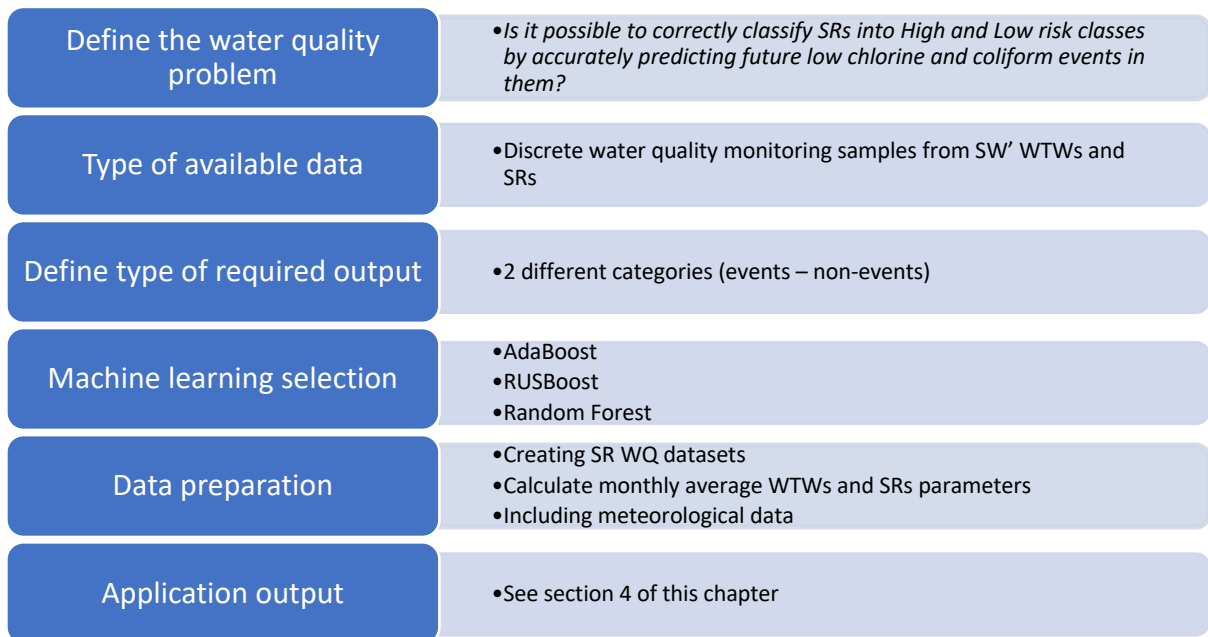 Define the water quality
problem
•Is it possible to correctly classify SRs into High and Low risk classes
by accurately predicting future low chlorine and coliform events in
them?
Type of available data
•Discrete water quality monitoring samples from SW’ WTWs and
SRs
Define type of required output
•2 different categories (events – non-events)
Machine learning selection
•AdaBoost
•RUSBoost
•Random Forest
Data preparation
•Creating SR WQ datasets
•Calculate monthly average WTWs and SRs parameters
•Including meteorological data
Application output
•See section 4 of this chapter